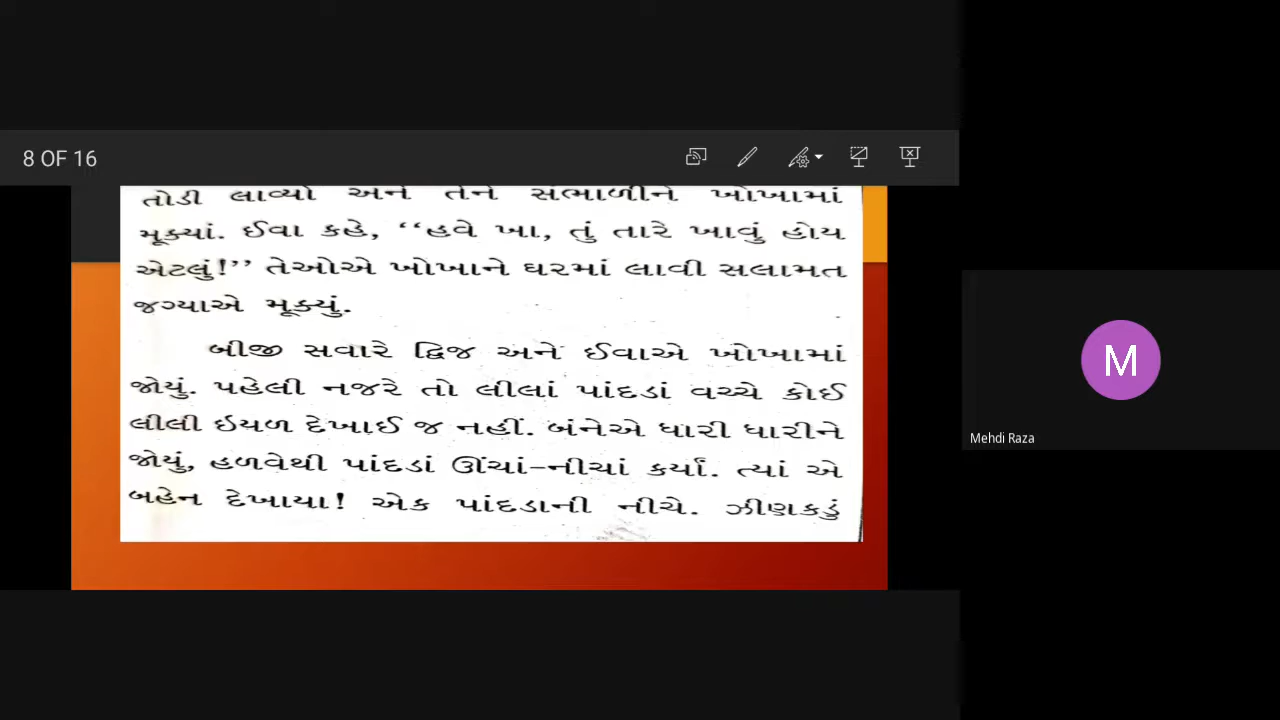 8 OF 16
તોડી લાવ્યો અને તેને સંભાળીને ખોખામાં
મૂક્યાં. ઈવા કહે, ‘‘હવે ખા, તું તારે ખાવું હોય
એટલું!’’ તેઓએ ખોખાને ઘરમાં લાવી સલામત
જગ્યાએ મૂક્યું.
બીજી સવારે દ્વિજ અને ઈવાએ ખોખામાં
જોયું. પહેલી નજરે તો લીલાં પાંદડાં વચ્ચે કોઈ
લીલી ઇયળ દેખાઈ જ નહીં. બંનેએ ધારી ધારીને
જોયું, હળવેથી પાંદડાં ઊંચાં-નીચાં કર્યાં. ત્યાં એ
બહેન દેખાયા! એક પાંદડાની નીચે. ઝીણકડું
M
Mehdi Raza